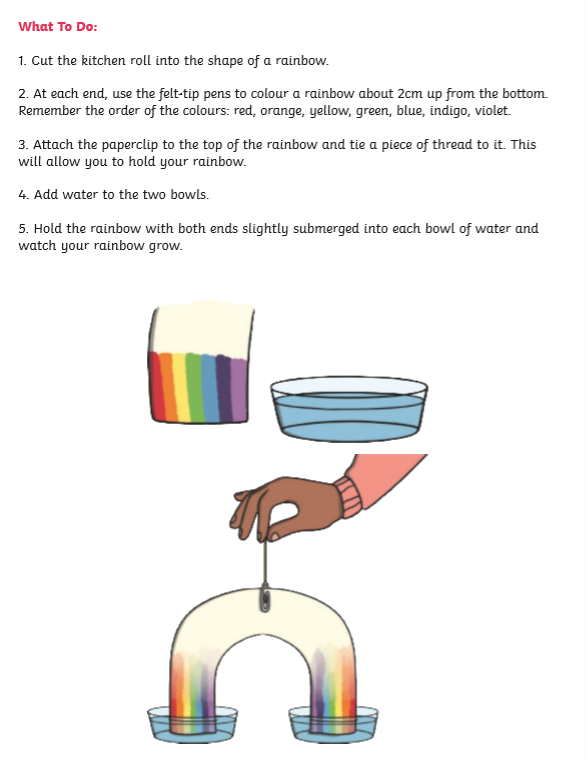 What To Do:
1. Cut the kitchen roll into the shape of a rainbow.
2. At each end, use the felt-tip pens to colour a rainbow about 2cm up from the bottom.
Remember the order of the colours: red, orange, yellow, green, blue, indigo, violet.
3. Attach the paperclip to the top of the rainbow and tie a piece of thread to it. This
will allow you to hold your rainbow.
4. Add water to the two bowls.
5. Hold the rainbow with both ends slightly submerged into each bowl of water and
watch your rainbow grow.